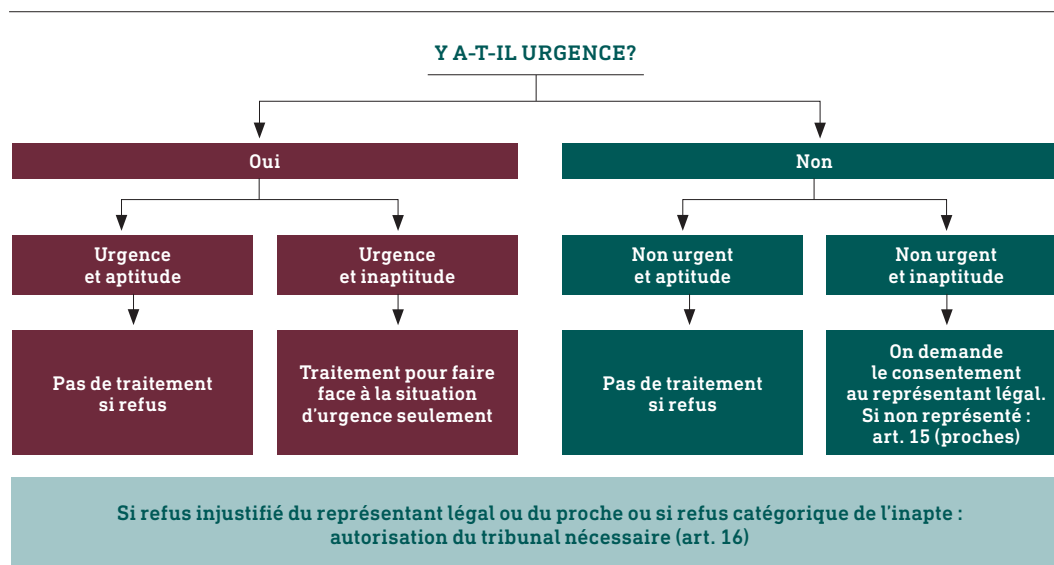 Y A-T-IL URGENCE?
Oui
Non
Urgence
et aptitude
Urgence
et inaptitude
Non urgent
et aptitude
Non urgent
et inaptitude
Pas de traitement
si refus
Traitement pour faire
face à la situation
d'urgence seulement
Pas de traitement
si refus
On demande
le consentement
au représentant légal.
Si non représenté :
art. 15 (proches)
Si refus injustifié du représentant légal ou du proche ou si refus catégorique de l'inapte :
autorisation du tribunal nécessaire (art. 16)